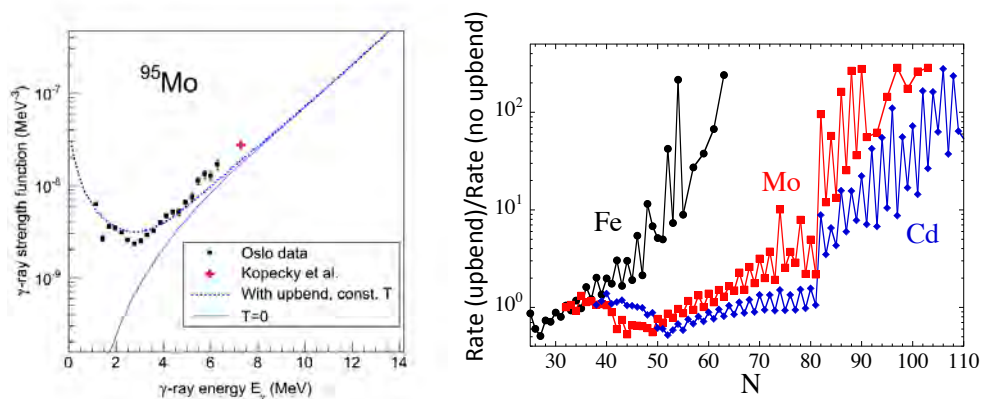 ⁹⁵Mo
γ-ray strength function (MeV⁻³)
10⁻⁷
10⁻⁸
10⁻⁹
Oslo data
Kopecky et al.
With upbend, const. T
T=0
0 2 4 6 8 10 12 14
γ-ray energy Eᵧ (MeV)
Rate (upbend)/Rate (no upbend)
10²
10¹
10⁰
Fe
Mo
Cd
30 40 50 60 70 80 90 100 110
N